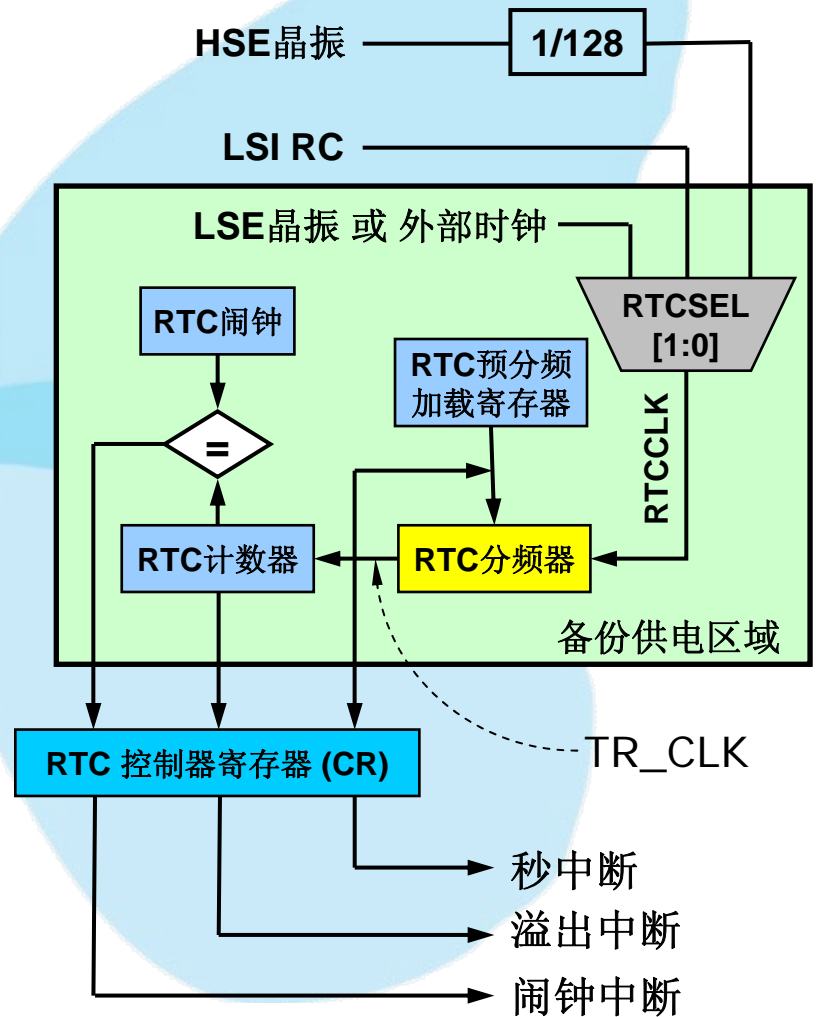 HSE晶振
1/128
LSI RC
LSE晶振 或 外部时钟
RTCSEL
[1:0]
RTC闹钟
RTC预分频
加载寄存器
RTCCLK
=
RTC计数器
RTC分频器
备份供电区域
TR_CLK
RTC 控制器寄存器 (CR)
秒中断
溢出中断
闹钟中断